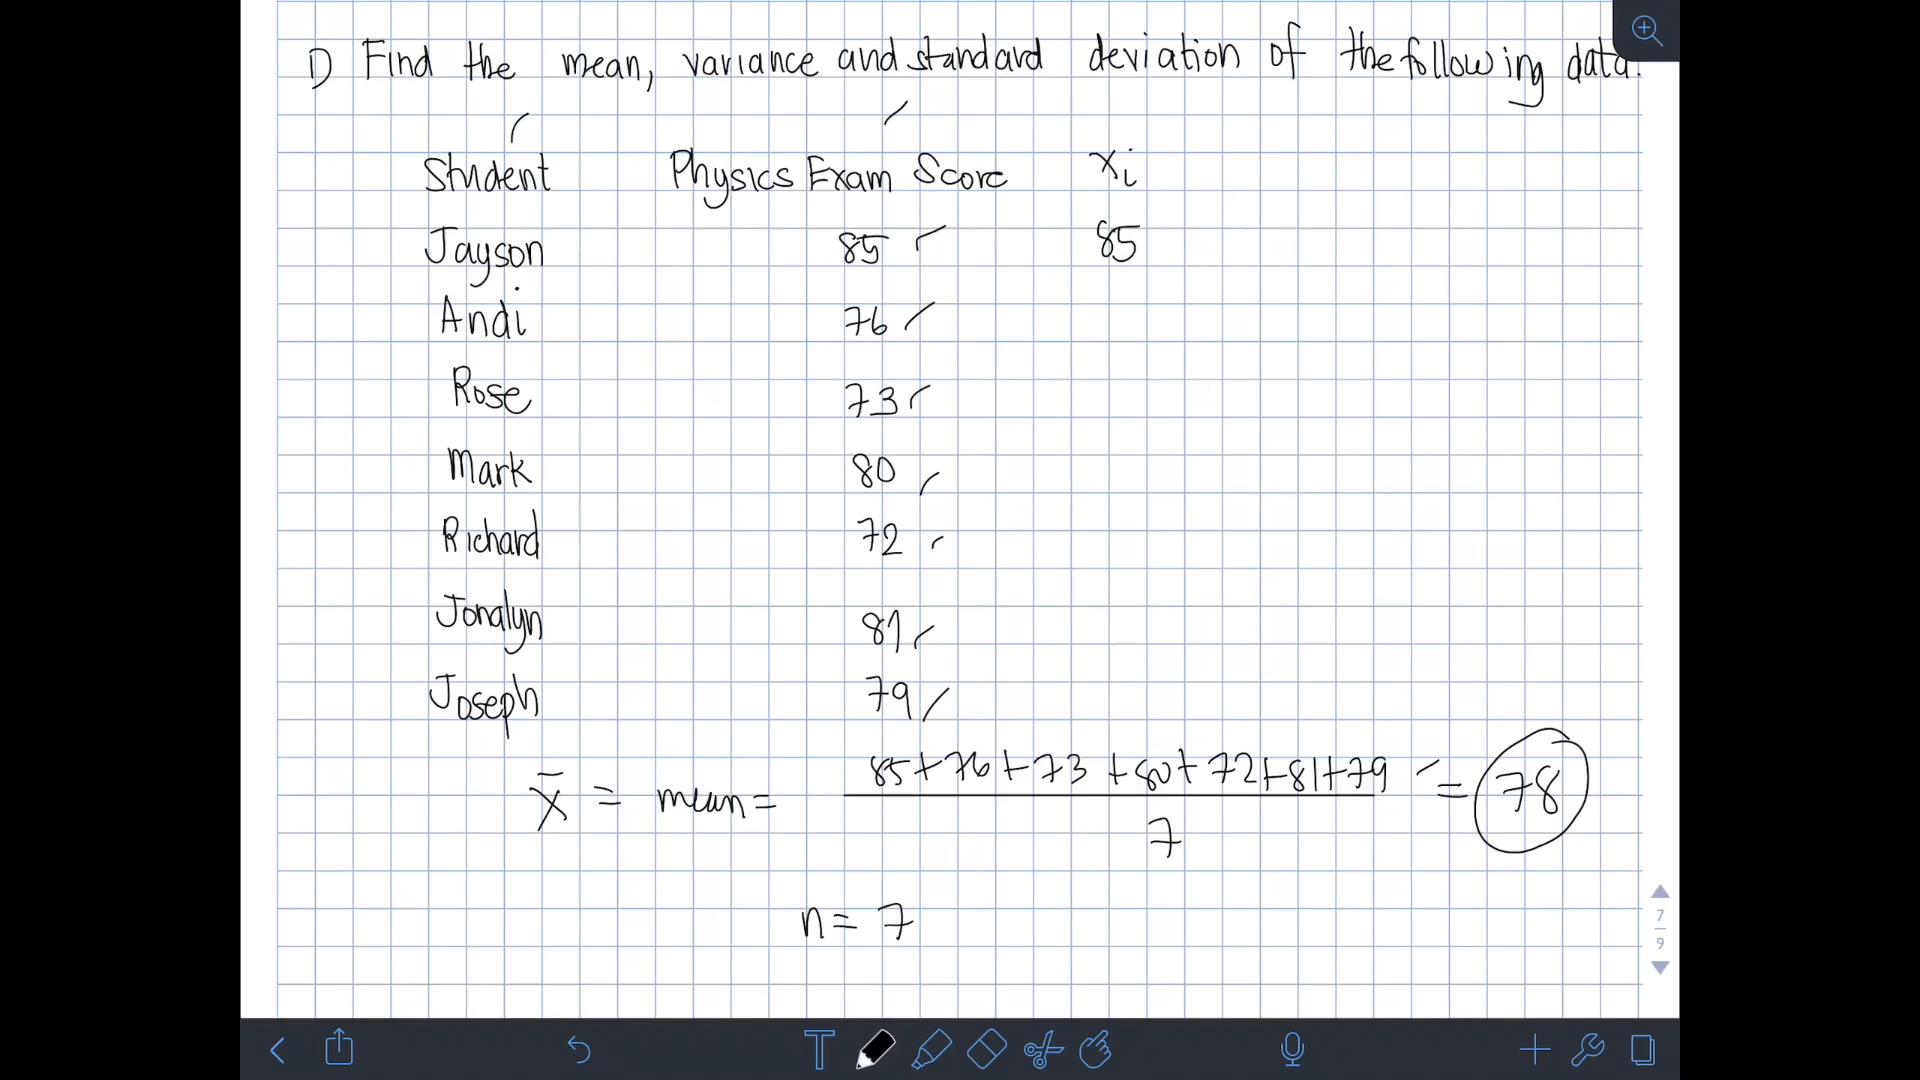 1) Find the mean, variance and standard deviation of the following data.
Student Physics Exam Score xi
Jayson 85 85
Andi 76
Rose 73
Mark 80
Richard 72
Jonalyn 81
Joseph 79
x̄ = mean = 85+76+73+80+72+81+79 / 7 = 78
n = 7
7
9
T